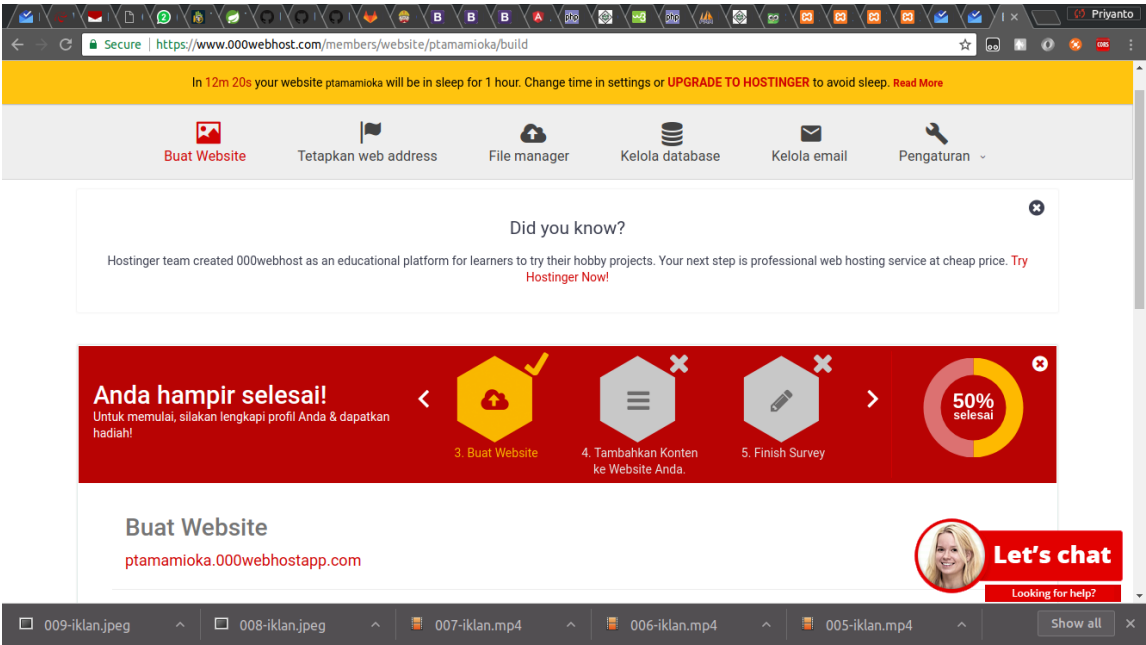 Priyanto
Secure | https://www.000webhost.com/members/website/ptamamioka/build
In 12m 20s your website ptamamioka will be in sleep for 1 hour. Change time in settings or UPGRADE TO HOSTINGER to avoid sleep. Read More
Buat Website
Tetapkan web address
File manager
Kelola database
Kelola email
Pengaturan
Did you know?
Hostinger team created 000webhost as an educational platform for learners to try their hobby projects. Your next step is professional web hosting service at cheap price. Try
Hostinger Now!
Anda hampir selesai!
Untuk memulai, silakan lengkapi profil Anda & dapatkan
hadiah!
3. Buat Website
4. Tambahkan Konten
ke Website Anda.
5. Finish Survey
50%
selesai
Buat Website
ptamamioka.000webhostapp.com
Let's chat
Looking for help?
009-iklan.jpeg
008-iklan.jpeg
007-iklan.mp4
006-iklan.mp4
005-iklan.mp4
Show all